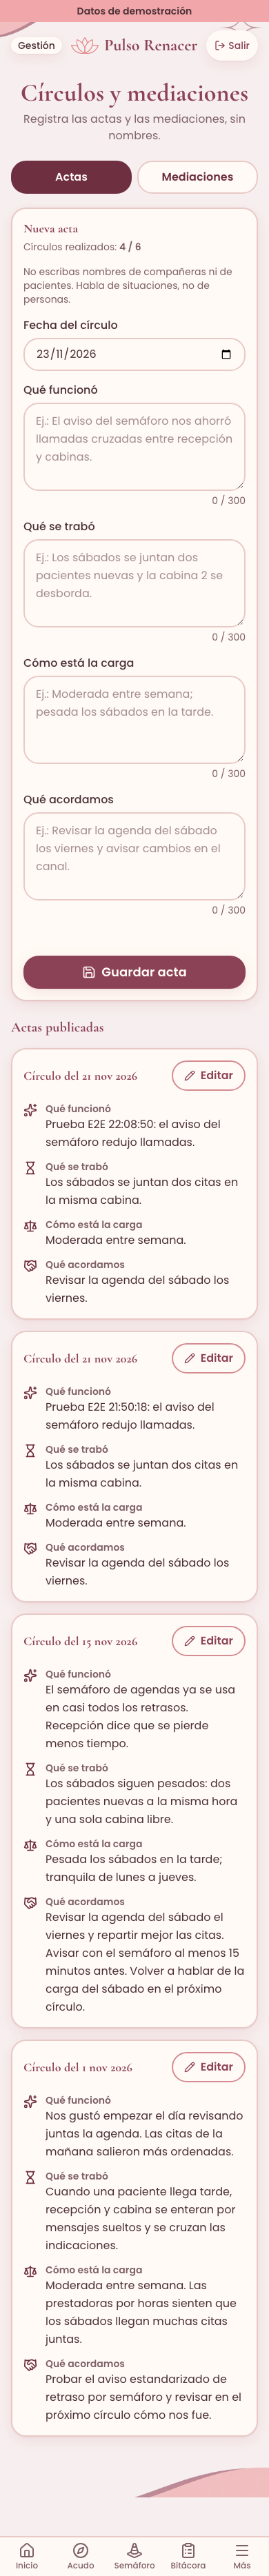 Datos de demostración
Gestión
Pulso Renacer
Salir
Círculos y mediaciones
Registra las actas y las mediaciones, sin
nombres.
Actas
Mediaciones
Nueva acta
Círculos realizados: 4 / 6
No escribas nombres de compañeras ni de
pacientes. Habla de situaciones, no de
personas.
Fecha del círculo
23/11/2026
Qué funcionó
Ej.: El aviso del semáforo nos ahorró
llamadas cruzadas entre recepción
y cabinas.
0 / 300
Qué se trabó
Ej.: Los sábados se juntan dos
pacientes nuevas y la cabina 2 se
desborda.
0 / 300
Cómo está la carga
Ej.: Moderada entre semana;
pesada los sábados en la tarde.
0 / 300
Qué acordamos
Ej.: Revisar la agenda del sábado
los viernes y avisar cambios en el
canal.
0 / 300
Guardar acta
Actas publicadas
Círculo del 21 nov 2026
Editar
Qué funcionó
Prueba E2E 22:08:50: el aviso del
semáforo redujo llamadas.
Qué se trabó
Los sábados se juntan dos citas en
la misma cabina.
Cómo está la carga
Moderada entre semana.
Qué acordamos
Revisar la agenda del sábado los
viernes.
Círculo del 21 nov 2026
Editar
Qué funcionó
Prueba E2E 21:50:18: el aviso del
semáforo redujo llamadas.
Qué se trabó
Los sábados se juntan dos citas en
la misma cabina.
Cómo está la carga
Moderada entre semana.
Qué acordamos
Revisar la agenda del sábado los
viernes.
Círculo del 15 nov 2026
Editar
Qué funcionó
El semáforo de agendas ya se usa
en casi todos los retrasos.
Recepción dice que se pierde
menos tiempo.
Qué se trabó
Los sábados siguen pesados: dos
pacientes nuevas a la misma hora
y una sola cabina libre.
Cómo está la carga
Pesada los sábados en la tarde;
tranquila de lunes a jueves.
Qué acordamos
Revisar la agenda del sábado el
viernes y repartir mejor las citas.
Avisar con el semáforo al menos 15
minutos antes. Volver a hablar de la
carga del sábado en el próximo
círculo.
Círculo del 1 nov 2026
Editar
Qué funcionó
Nos gustó empezar el día revisando
juntas la agenda. Las citas de la
mañana salieron más ordenadas.
Qué se trabó
Cuando una paciente llega tarde,
recepción y cabina se enteran por
mensajes sueltos y se cruzan las
indicaciones.
Cómo está la carga
Moderada entre semana. Las
prestadoras por horas sienten que
los sábados llegan muchas citas
juntas.
Qué acordamos
Probar el aviso estandarizado de
retraso por semáforo y revisar en el
próximo círculo cómo nos fue.
Inicio
Acudo
Semáforo
Bitácora
Más